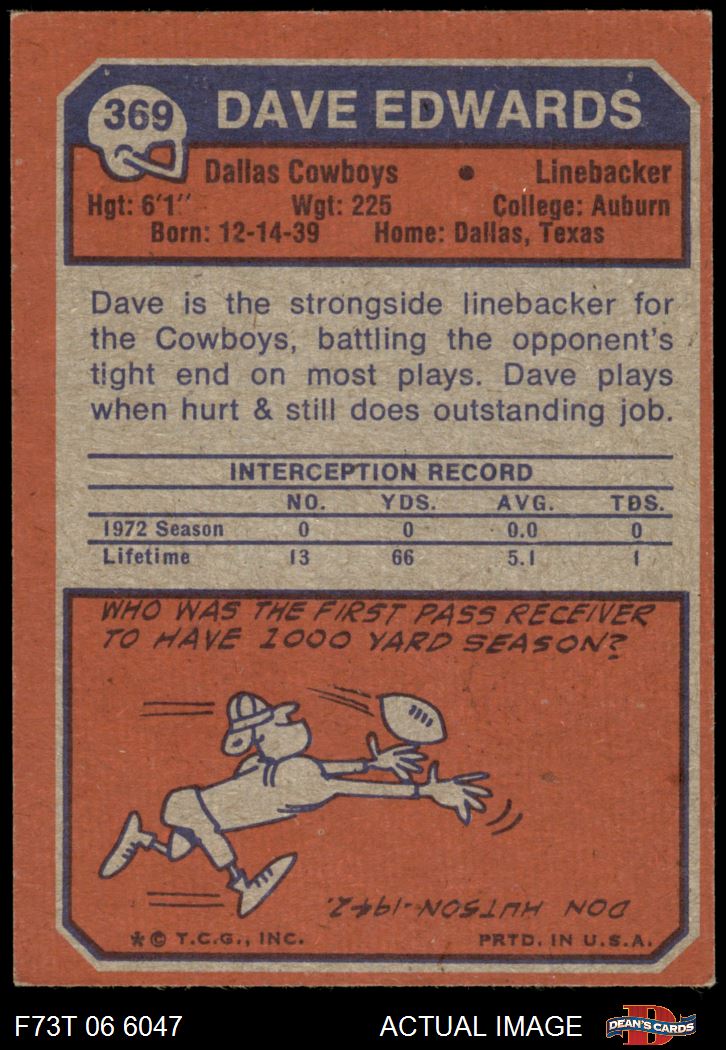 369
DAVE EDWARDS
Dallas Cowboys • Linebacker
Hgt: 6'1" Wgt: 225 College: Auburn
Born: 12-14-39 Home: Dallas, Texas
Dave is the strongside linebacker for
the Cowboys, battling the opponent's
tight end on most plays. Dave plays
when hurt & still does outstanding job.
INTERCEPTION RECORD
NO. YDS. AVG. TDS.
1972 Season 0 0 0.0 0
Lifetime 13 66 5.1 1
WHO WAS THE FIRST PASS RECEIVER
TO HAVE 1000 YARD SEASON?
DON HUTSON-1942.
* © T.C.G., INC. PRTD. IN U.S.A.
F73T 06 6047 ACTUAL IMAGE
D
DEAN'S CARDS